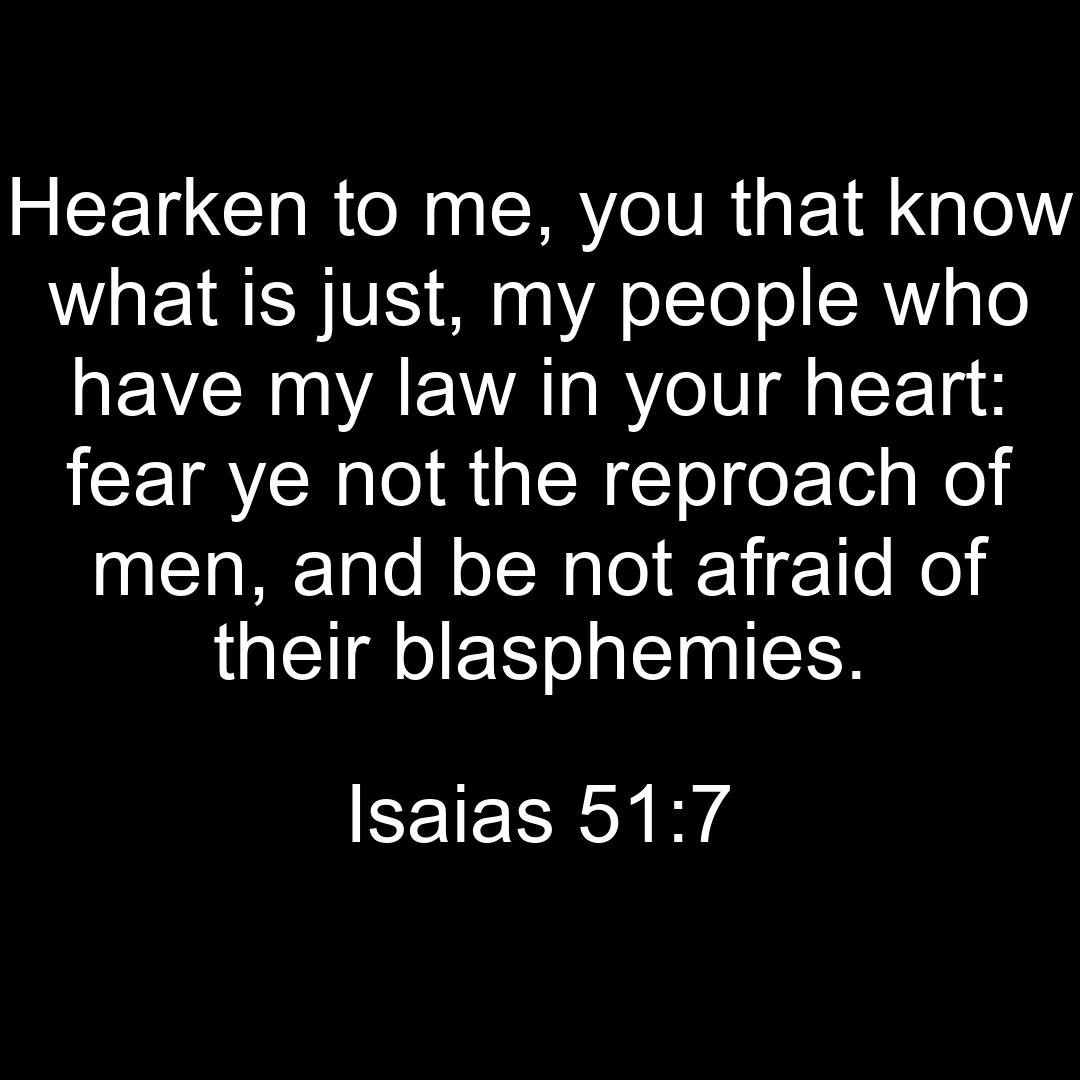 Hearken to me, you that know
what is just, my people who
have my law in your heart:
fear ye not the reproach of
men, and be not afraid of
their blasphemies.
Isaias 51:7